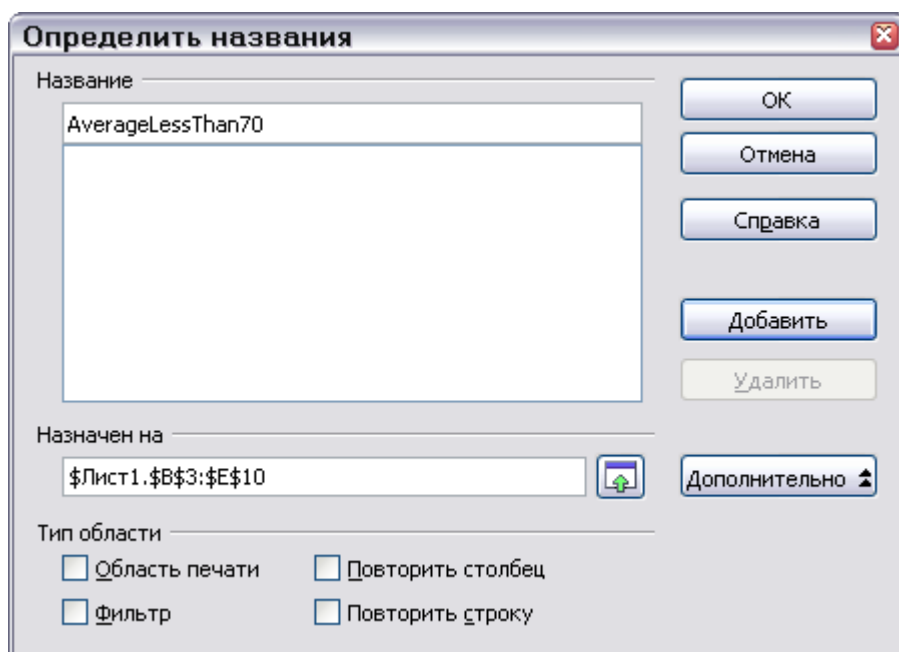 Определить названия
Название
AverageLessThan70
ОК
Отмена
Справка
Добавить
Удалить
Назначен на
$Лист1.$B$3:$E$10
Дополнительно
Тип области
Область печати
Повторить столбец
Фильтр
Повторить строку